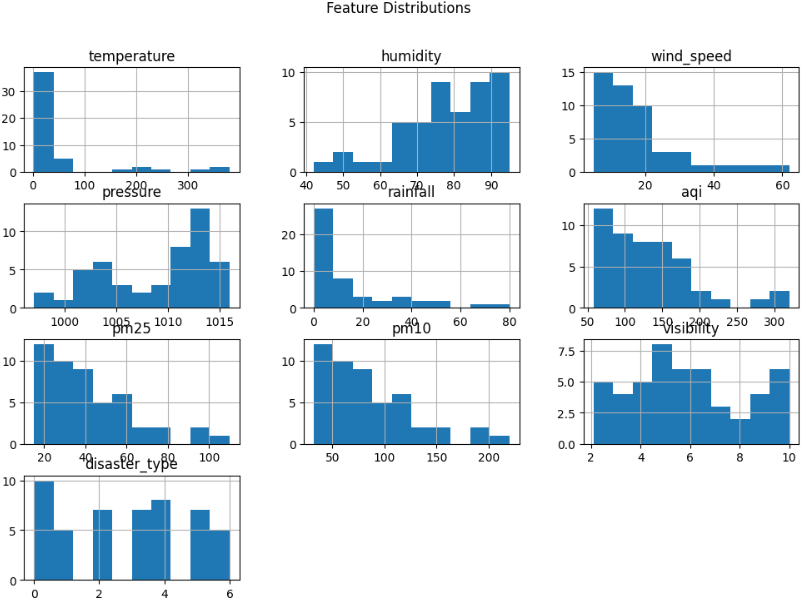 Feature Distributions
temperature
humidity
wind_speed
30
20
10
0
0 100 200 300
10
5
0
40 50 60 70 80 90
15
10
5
0
20 40 60
pressure
rainfall
aqi
10
5
0
1000 1005 1010 1015
20
10
0
0 20 40 60 80
10
5
0
50 100 150 200 250 300
pm25
pm10
visibility
10
5
0
20 40 60 80 100
10
5
0
50 100 150 200
7.5
5.0
2.5
0.0
2 4 6 8 10
disaster_type
10
5
0
0 2 4 6